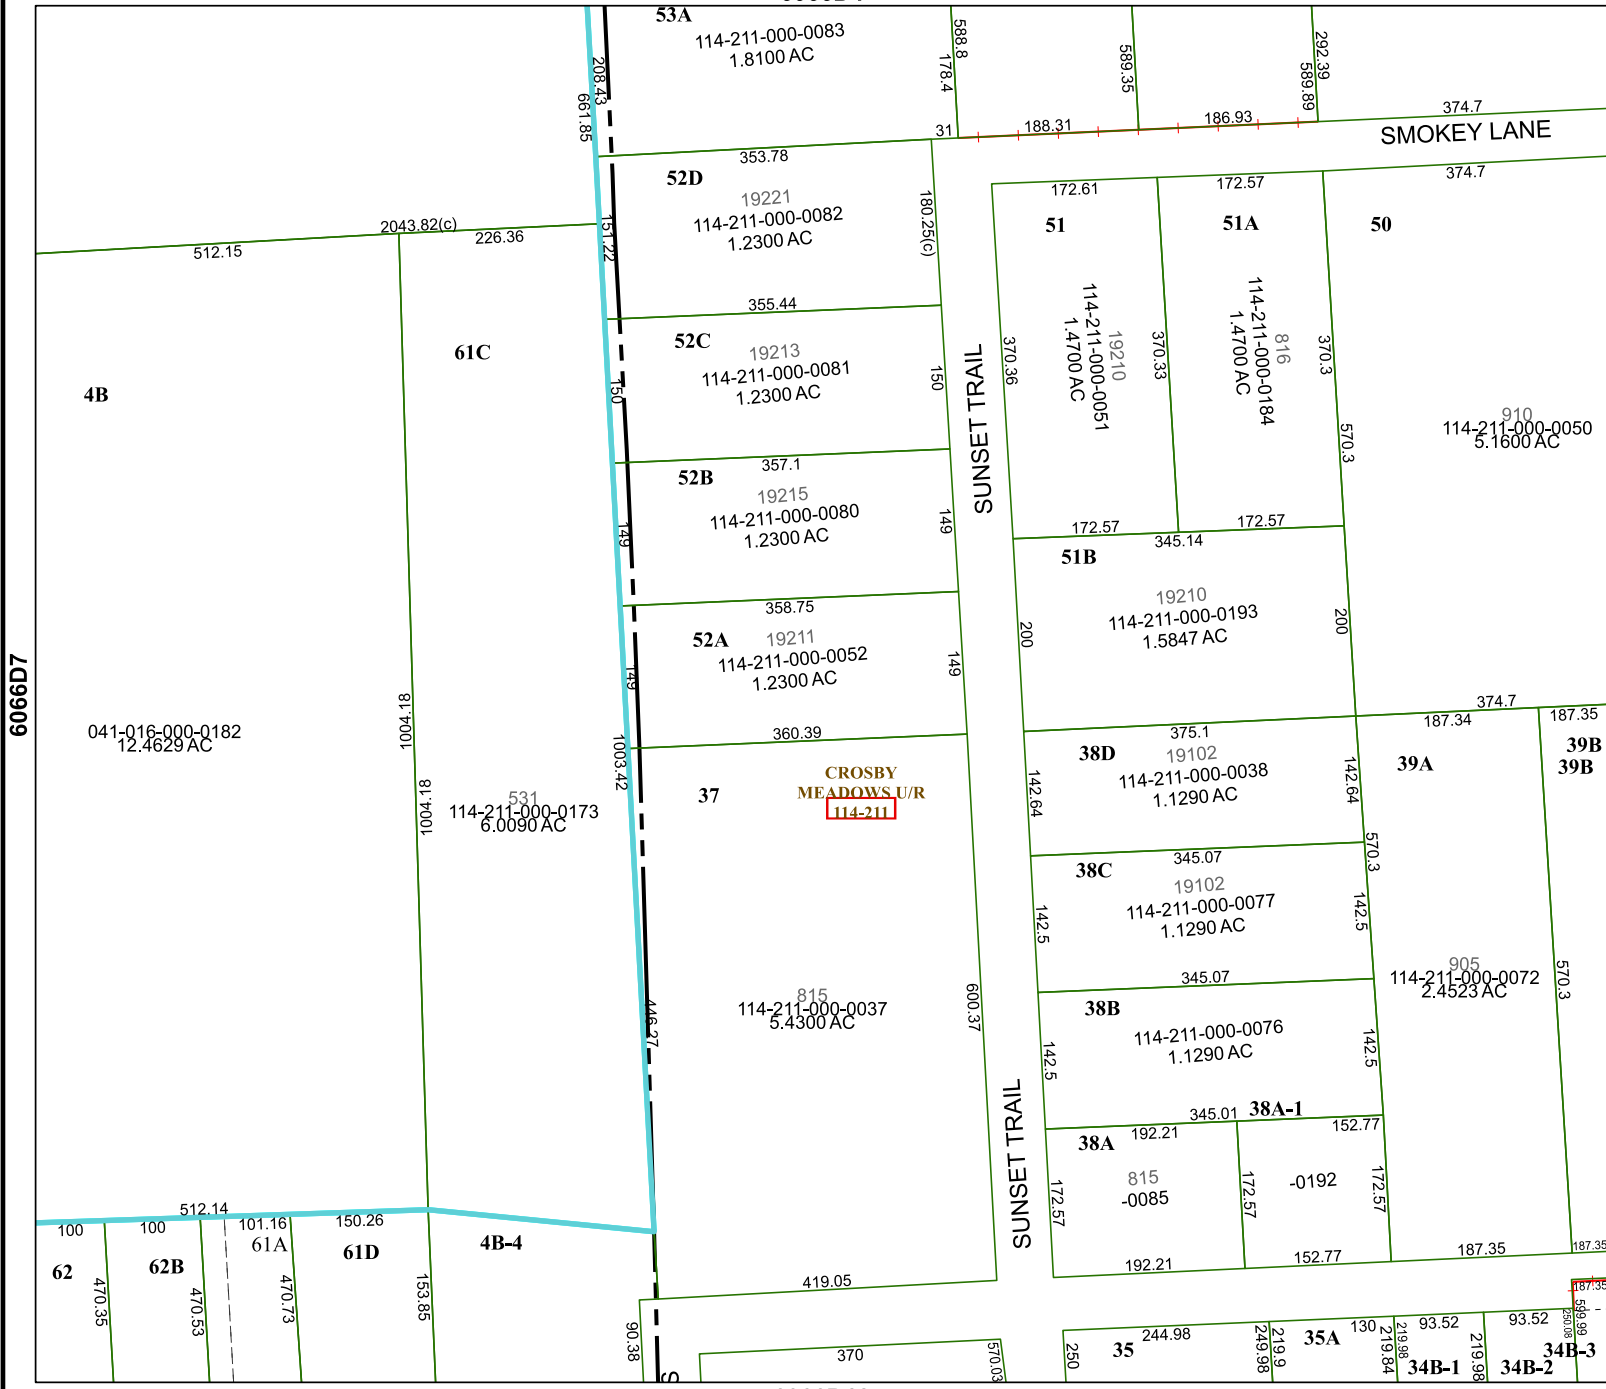 53A
114-211-000-0083
1.8100 AC
208.43
661.85
588.8
178.4
589.35
292.39
589.89
374.7
SMOKEY LANE
374.7
31
188.31
186.93
353.78
52D
19221
114-211-000-0082
1.2300 AC
180.25(c)
151.22
2043.82(c)
512.15
226.36
172.61
172.57
51
51A
50
114-211-000-0051
1.4700 AC
19210
114-211-000-0184
1.4700 AC
816
370.36
370.33
370.3
570.3
910
114-211-000-0050
5.1600 AC
355.44
52C
19213
114-211-000-0081
1.2300 AC
150
150
SUNSET TRAIL
61C
4B
357.1
52B
19215
114-211-000-0080
1.2300 AC
149
149
172.57
172.57
345.14
51B
19210
114-211-000-0193
1.5847 AC
200
200
358.75
52A
19211
114-211-000-0052
1.2300 AC
149
149
6066D7
041-016-000-0182
12.4629 AC
1004.18
1004.18
1003.42
531
114-211-000-0173
6.0090 AC
360.39
37
CROSBY
MEADOWS U/R
114-211
374.7
187.34
187.35
39A
39B
39B
375.1
38D
19102
114-211-000-0038
1.1290 AC
142.64
142.64
570.3
345.07
38C
19102
114-211-000-0077
1.1290 AC
142.5
142.5
905
114-211-000-0072
2.4523 AC
570.3
345.07
38B
114-211-000-0076
1.1290 AC
142.5
142.5
815
114-211-000-0037
5.4300 AC
446.27
600.37
SUNSET TRAIL
345.01
38A-1
192.21
152.77
38A
815
-0085
-0192
172.57
172.57
172.57
192.21
152.77
187.35
187.35
512.14
100
100
101.16
150.26
61A
61D
4B-4
62
62B
470.35
470.53
470.73
153.85
419.05
90.38
370
570.03
250
35
244.98
249.98
219.9
35A
130
219.84
219.98
93.52
93.52
219.98
250.08
599.99
187.35
34B-1
34B-2
34B-3